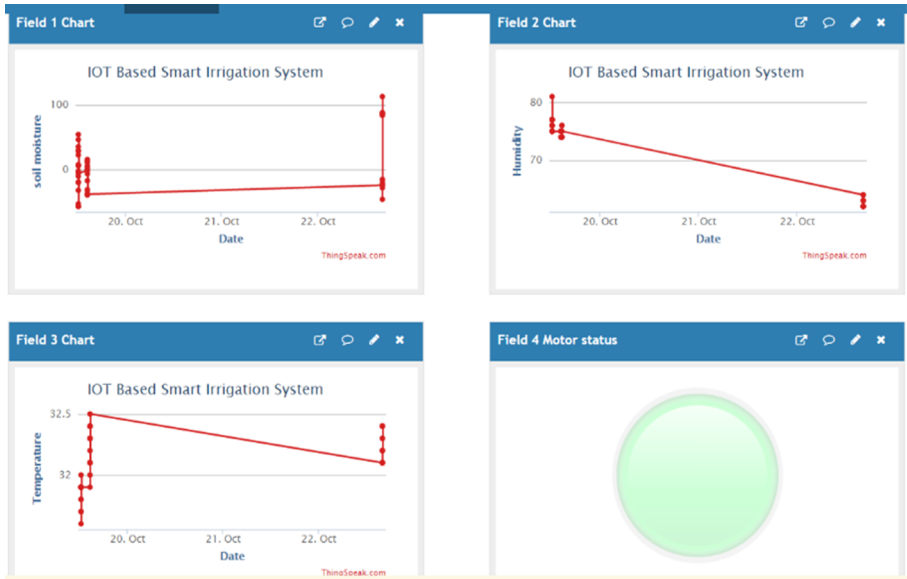 Field 1 Chart
IOT Based Smart Irrigation System
soil moisture
100
0
20. Oct
21. Oct
22. Oct
Date
ThingSpeak.com
Field 2 Chart
IOT Based Smart Irrigation System
Humidity
80
70
20. Oct
21. Oct
22. Oct
Date
ThingSpeak.com
Field 3 Chart
IOT Based Smart Irrigation System
Temperature
32.5
32
20. Oct
21. Oct
22. Oct
Date
ThingSpeak.com
Field 4 Motor status